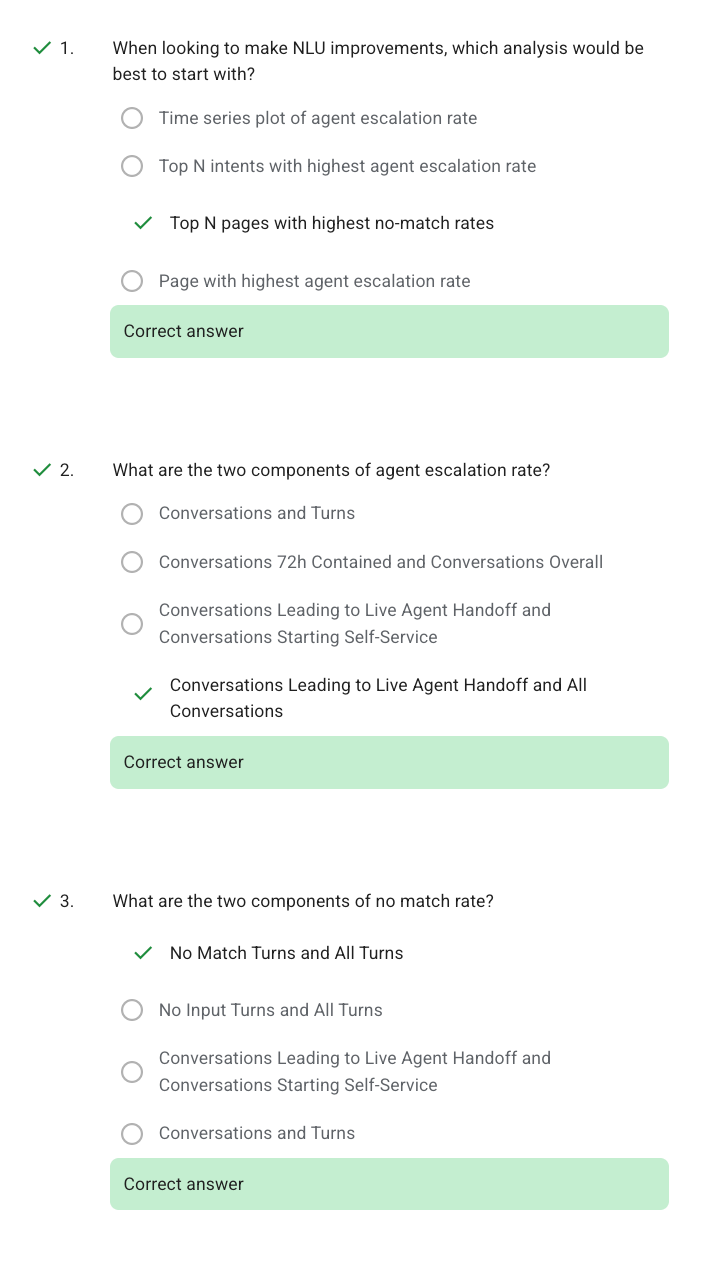 1. When looking to make NLU improvements, which analysis would be
best to start with?
Time series plot of agent escalation rate
Top N intents with highest agent escalation rate
Top N pages with highest no-match rates
Page with highest agent escalation rate
Correct answer
2. What are the two components of agent escalation rate?
Conversations and Turns
Conversations 72h Contained and Conversations Overall
Conversations Leading to Live Agent Handoff and
Conversations Starting Self-Service
Conversations Leading to Live Agent Handoff and All
Conversations
Correct answer
3. What are the two components of no match rate?
No Match Turns and All Turns
No Input Turns and All Turns
Conversations Leading to Live Agent Handoff and
Conversations Starting Self-Service
Conversations and Turns
Correct answer